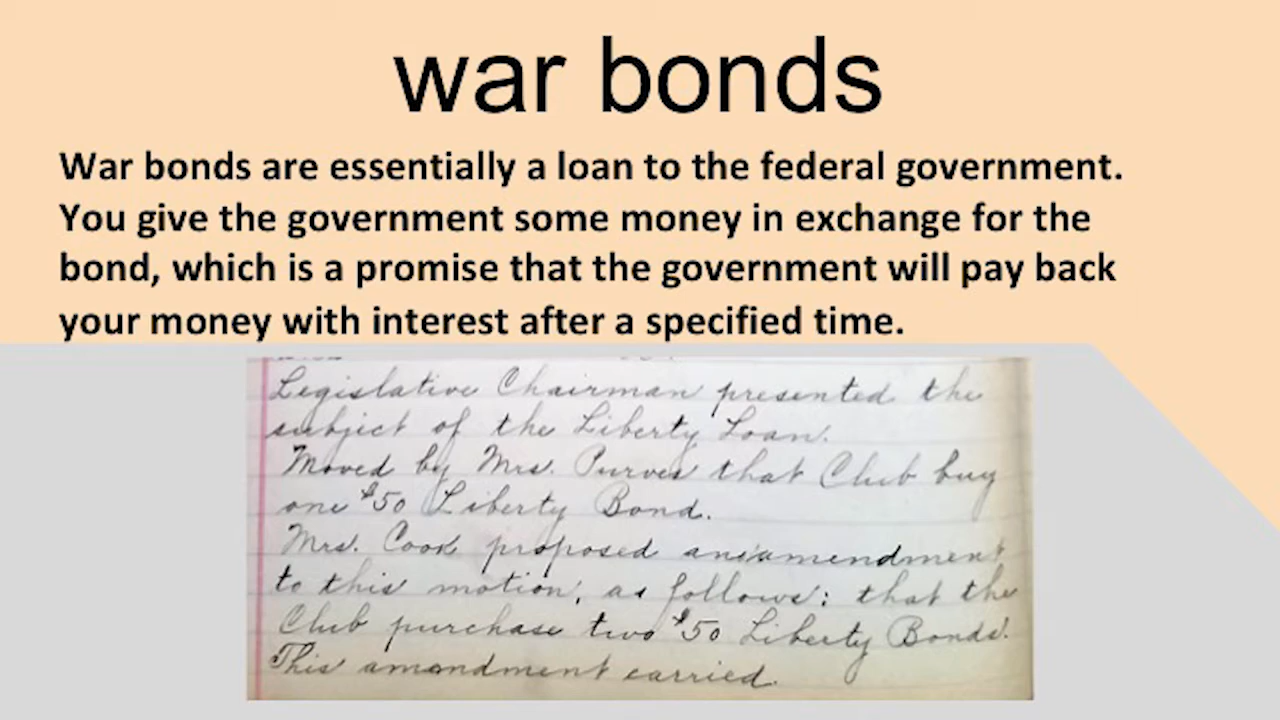 war bonds
War bonds are essentially a loan to the federal government.
You give the government some money in exchange for the
bond, which is a promise that the government will pay back
your money with interest after a specified time.
Legislative Chairman presented the
subject of the Liberty Loan.
Moved by Mrs. Purves that Club buy
one $50 Liberty Bond.
Mrs. Cook proposed an amendment
to this motion, as follows: that the
Club purchase two $50 Liberty Bonds.
This amendment carried.